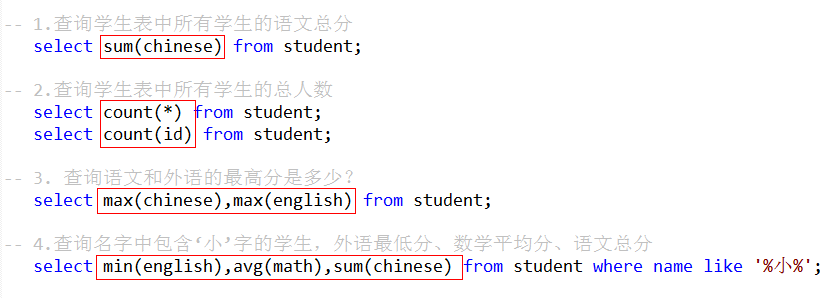 -- 1.查询学生表中所有学生的语文总分
select sum(chinese) from student;
-- 2.查询学生表中所有学生的总人数
select count(*) from student;
select count(id) from student;
-- 3. 查询语文和外语的最高分是多少？
select max(chinese),max(english) from student;
-- 4.查询名字中包含‘小’字的学生，外语最低分、数学平均分、语文总分
select min(english),avg(math),sum(chinese) from student where name like '%小%';